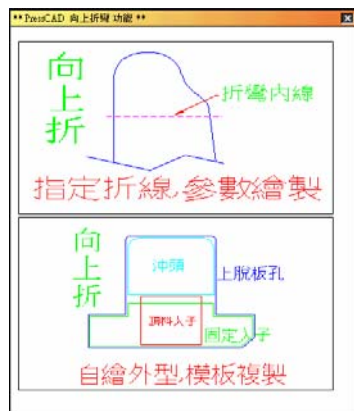 ** PressCAD 向上折彎 功能 **
向上折
折彎內線
指定折線,參數繪製
向上折
沖頭
上脫板孔
頂料入子
固定入子
自繪外型,模板複製